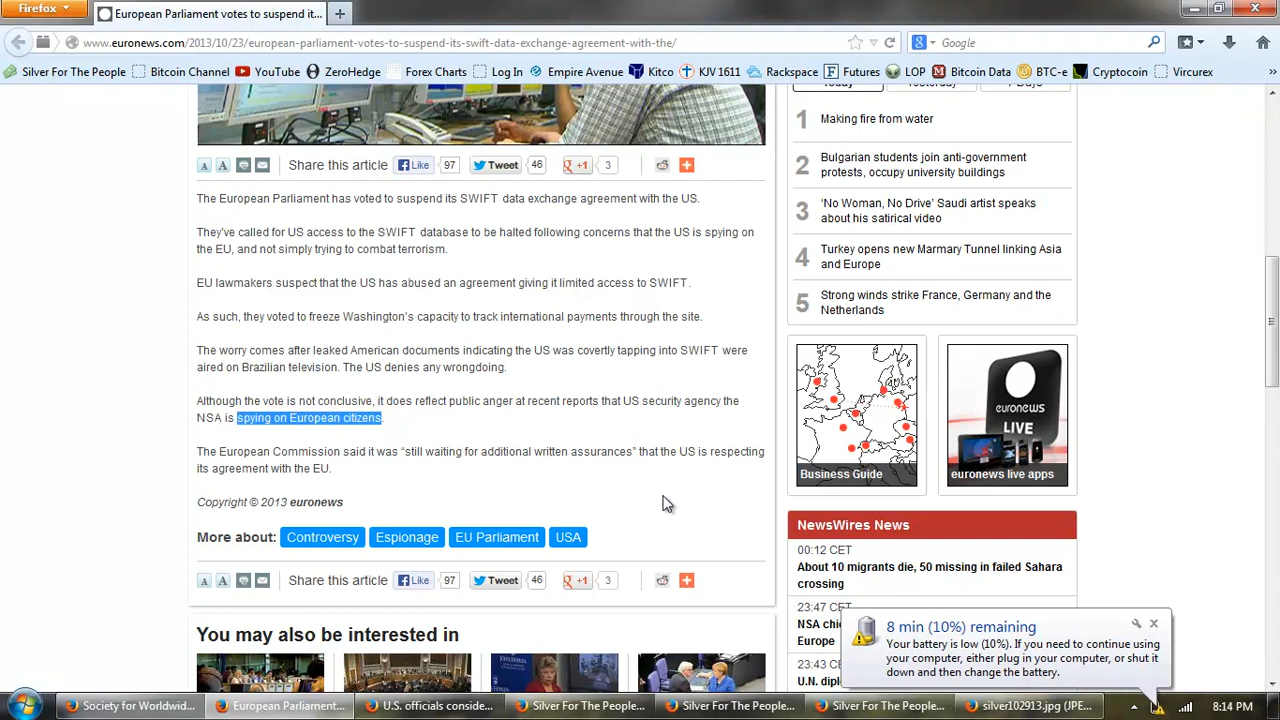 Firefox
European Parliament votes to suspend it...
www.euronews.com/2013/10/23/european-parliament-votes-to-suspend-its-swift-data-exchange-agreement-with-the/
Google
Silver For The People
Bitcoin Channel
YouTube
ZeroHedge
Forex Charts
Log In
Empire Avenue
Kitco
KJV 1611
Rackspace
Futures
LOP
Bitcoin Data
BTC-e
Cryptocoin
Vircurex
Share this article
Like 97
Tweet 46
+1 3
The European Parliament has voted to suspend its SWIFT data exchange agreement with the US.
They've called for US access to the SWIFT database to be halted following concerns that the US is spying on
the EU, and not simply trying to combat terrorism.
EU lawmakers suspect that the US has abused an agreement giving it limited access to SWIFT.
As such, they voted to freeze Washington's capacity to track international payments through the site.
The worry comes after leaked American documents indicating the US was covertly tapping into SWIFT were
aired on Brazilian television. The US denies any wrongdoing.
Although the vote is not conclusive, it does reflect public anger at recent reports that US security agency the
NSA is spying on European citizens.
The European Commission said it was “still waiting for additional written assurances” that the US is respecting
its agreement with the EU.
Copyright © 2013 euronews
More about: Controversy Espionage EU Parliament USA
Share this article
Like 97
Tweet 46
+1 3
You may also be interested in
Today
Yesterday
7 Days
1 Making fire from water
2 Bulgarian students join anti-government
protests, occupy university buildings
3 ‘No Woman, No Drive’ Saudi artist speaks
about his satirical video
4 Turkey opens new Marmary Tunnel linking Asia
and Europe
5 Strong winds strike France, Germany and the
Netherlands
Business Guide
euronews
LIVE
euronews live apps
NewsWires News
00:12 CET
About 10 migrants die, 50 missing in failed Sahara
crossing
23:47 CET
NSA chi
Europe
23:43 CE
U.N. dipl
8 min (10%) remaining
Your battery is low (10%). If you need to continue using
your computer, either plug in your computer, or shut it
down and then change the battery.
Society for Worldwid...
European Parliament...
U.S. officials conside...
Silver For The People...
Silver For The People...
Silver For The People...
silver102913.jpg (JPE...
8:14 PM